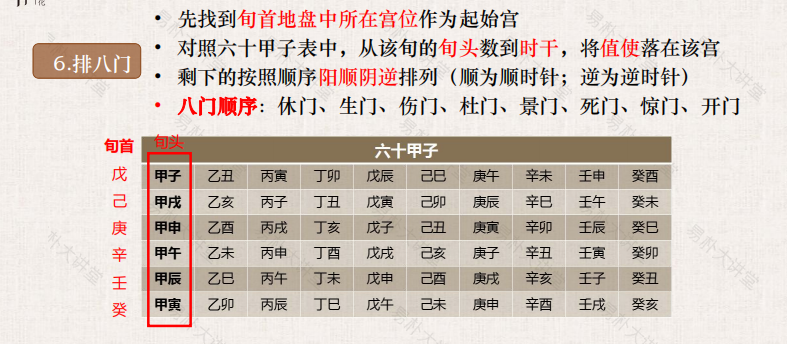 • 先找到旬首地盘中所在宫位作为起始宫
6.排八门
• 对照六十甲子表中，从该旬的旬头数到时干，将值使落在该宫
• 剩下的按照顺序阳顺阴逆排列（顺为顺时针；逆为逆时针）
• 八门顺序：休门、生门、伤门、杜门、景门、死门、惊门、开门
旬首 旬头 六十甲子
戊 甲子 乙丑 丙寅 丁卯 戊辰 己巳 庚午 辛未 壬申 癸酉
己 甲戌 乙亥 丙子 丁丑 戊寅 己卯 庚辰 辛巳 壬午 癸未
庚 甲申 乙酉 丙戌 丁亥 戊子 己丑 庚寅 辛卯 壬辰 癸巳
辛 甲午 乙未 丙申 丁酉 戊戌 己亥 庚子 辛丑 壬寅 癸卯
壬 甲辰 乙巳 丙午 丁未 戊申 己酉 庚戌 辛亥 壬子 癸丑
癸 甲寅 乙卯 丙辰 丁巳 戊午 己未 庚申 辛酉 壬戌 癸亥
易朴大讲堂